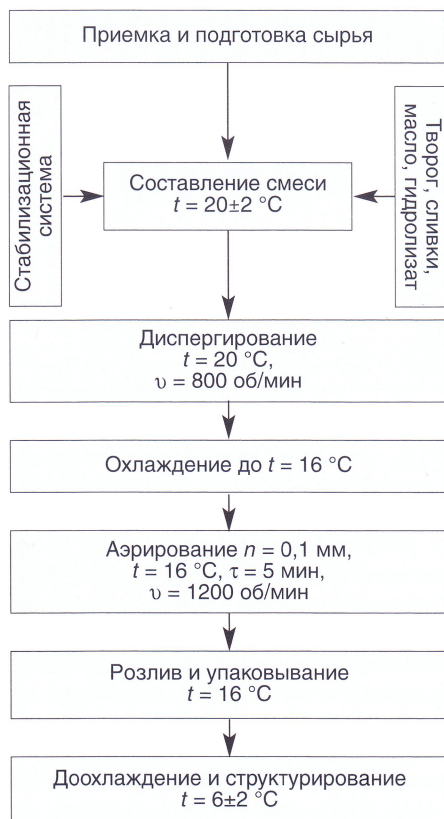 Приемка и подготовка сырья
Стабилизационная
система
Составление смеси
t = 20±2 °C
Творог, сливки,
масло, гидролизат
Диспергирование
t = 20 °C,
υ = 800 об/мин
Охлаждение до t = 16 °C
Аэрирование n = 0,1 мм,
t = 16 °C, τ = 5 мин,
υ = 1200 об/мин
Розлив и упаковывание
t = 16 °C
Доохлаждение и структурирование
t = 6±2 °C